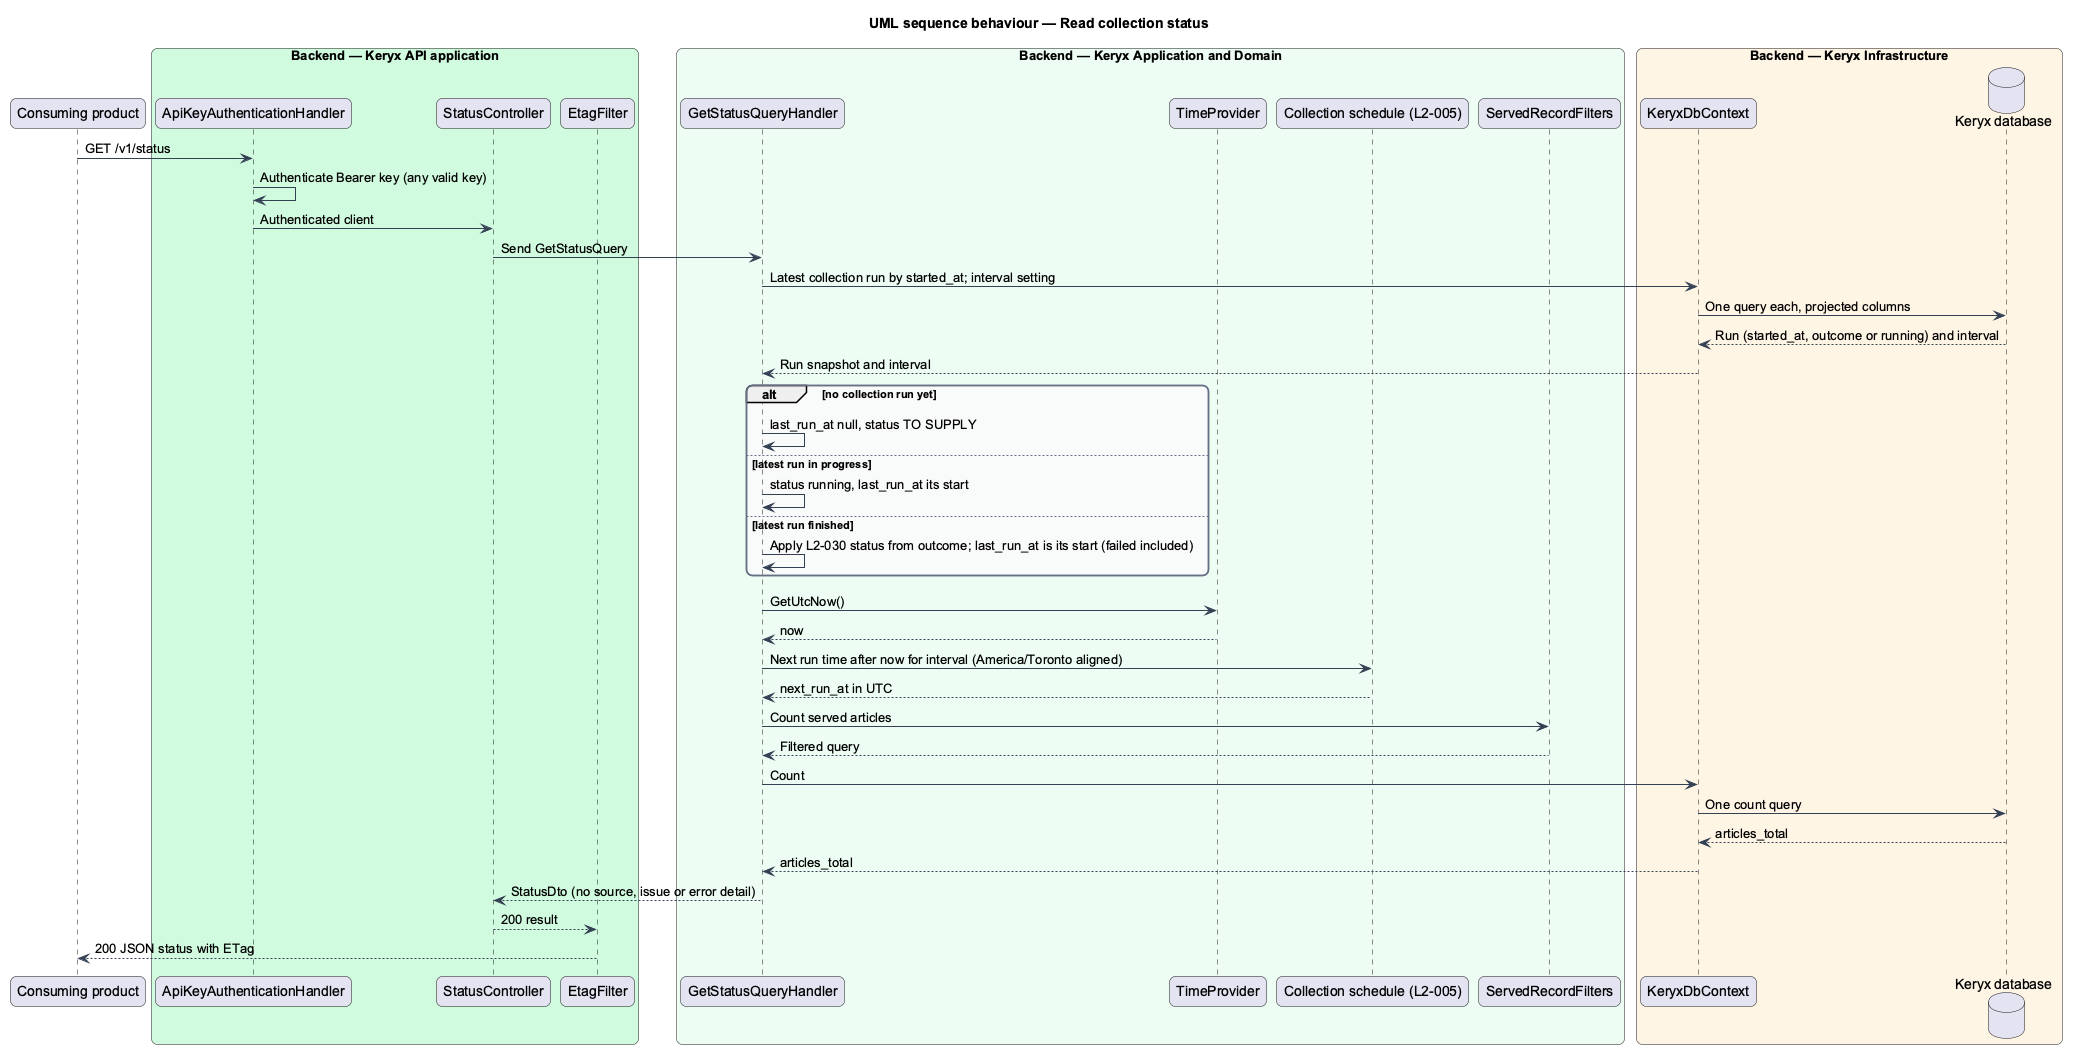 UML sequence behaviour — Read collection status
Backend — Keryx API application
Backend — Keryx Application and Domain
Backend — Keryx Infrastructure
Consuming product
ApiKeyAuthenticationHandler
StatusController
EtagFilter
GetStatusQueryHandler
TimeProvider
Collection schedule (L2-005)
ServedRecordFilters
KeryxDbContext
Keryx database
GET /v1/status
Authenticate Bearer key (any valid key)
Authenticated client
Send GetStatusQuery
Latest collection run by started_at; interval setting
One query each, projected columns
Run (started_at, outcome or running) and interval
Run snapshot and interval
alt
[no collection run yet]
last_run_at null, status TO SUPPLY
[latest run in progress]
status running, last_run_at its start
[latest run finished]
Apply L2-030 status from outcome; last_run_at is its start (failed included)
GetUtcNow()
now
Next run time after now for interval (America/Toronto aligned)
next_run_at in UTC
Count served articles
Filtered query
Count
One count query
articles_total
articles_total
StatusDto (no source, issue or error detail)
200 result
200 JSON status with ETag
Consuming product
ApiKeyAuthenticationHandler
StatusController
EtagFilter
GetStatusQueryHandler
TimeProvider
Collection schedule (L2-005)
ServedRecordFilters
KeryxDbContext
Keryx database